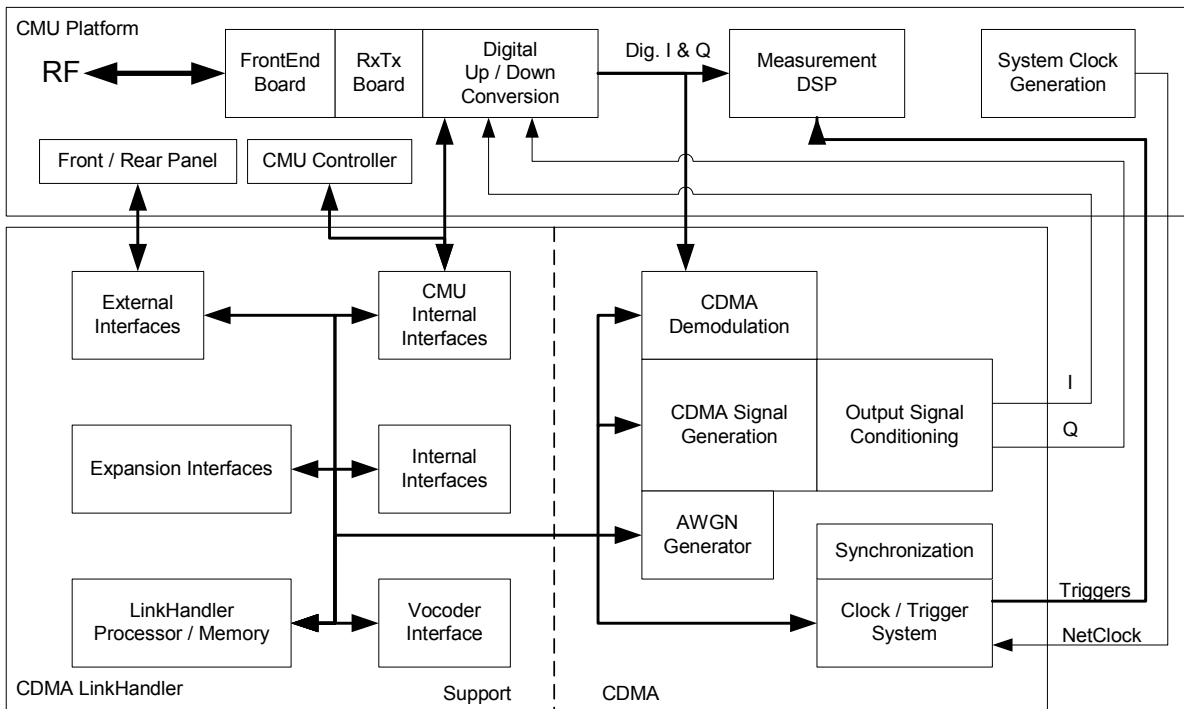 CMU Platform
RF
FrontEnd
Board
RxTx
Board
Digital
Up / Down
Conversion
Dig. I & Q
Measurement
DSP
System Clock
Generation
Front / Rear Panel
CMU Controller
External
Interfaces
CMU
Internal
Interfaces
CDMA
Demodulation
CDMA Signal
Generation
Output Signal
Conditioning
I
Q
Expansion Interfaces
Internal
Interfaces
AWGN
Generator
Synchronization
LinkHandler
Processor / Memory
Vocoder
Interface
Clock / Trigger
System
Triggers
NetClock
CDMA LinkHandler
Support
CDMA